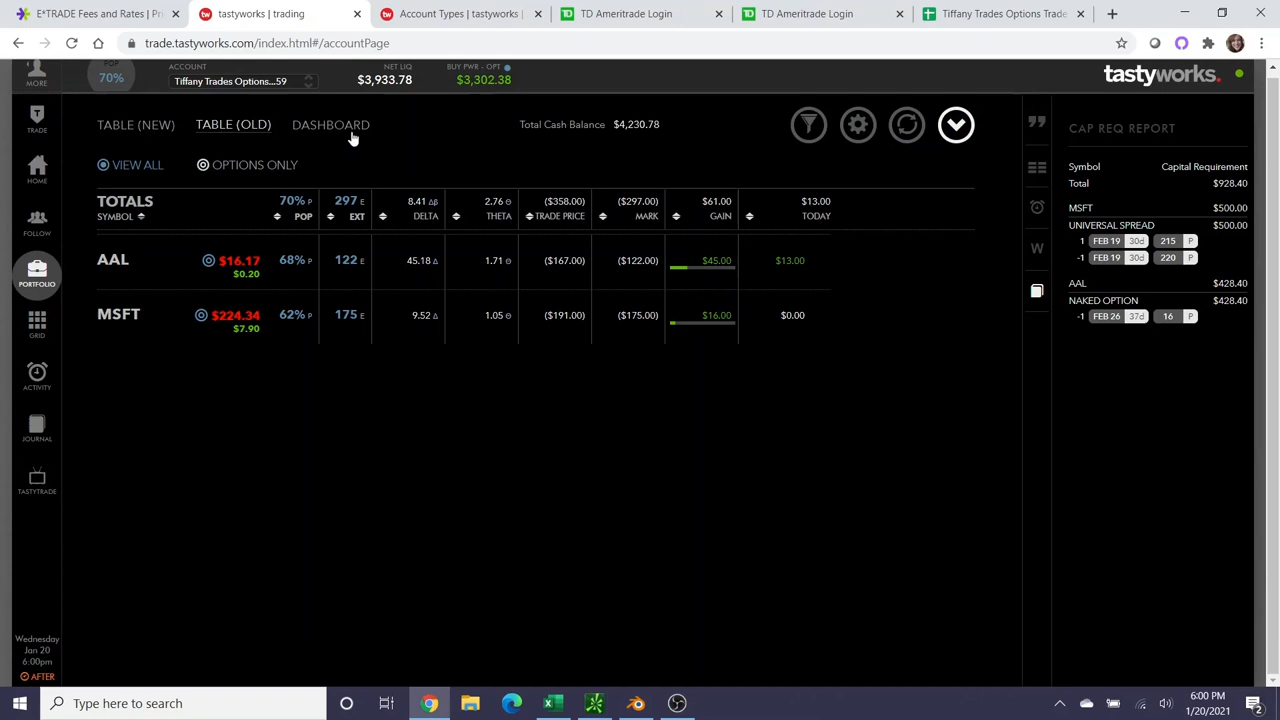 E*TRADE Fees and Rates | Pr
tastyworks | trading
Account Types | tastyworks |
TD Ameritrade Login
TD Ameritrade Login
Tiffany Trades Options Trade
trade.tastyworks.com/index.html#/accountPage
MORE
POP
70%
ACCOUNT
Tiffany Trades Options...59
NET LIQ
$3,933.78
BUY PWR - OPT
$3,302.38
tastyworks.
TRADE
HOME
FOLLOW
PORTFOLIO
GRID
ACTIVITY
JOURNAL
TASTYTRADE
Wednesday
Jan 20
6:00pm
AFTER
TABLE (NEW) TABLE (OLD) DASHBOARD
Total Cash Balance $4,230.78
VIEW ALL OPTIONS ONLY
TOTALS 70% P 297 E 8.41 Δβ 2.76 Θ ($358.00) ($297.00) $61.00 $13.00
SYMBOL POP EXT DELTA THETA TRADE PRICE MARK GAIN TODAY
AAL $16.17 68% P 122 E 45.18 Δ 1.71 Θ ($167.00) ($122.00) $45.00 $13.00
$0.20
MSFT $224.34 62% P 175 E 9.52 Δ 1.05 Θ ($191.00) ($175.00) $16.00 $0.00
$7.90
W
CAP REQ REPORT
Symbol Capital Requirement
Total $928.40
MSFT $500.00
UNIVERSAL SPREAD $500.00
1 FEB 19 30d 215 P
-1 FEB 19 30d 220 P
AAL $428.40
NAKED OPTION $428.40
-1 FEB 26 37d 16 P
Type here to search
6:00 PM
1/20/2021
2